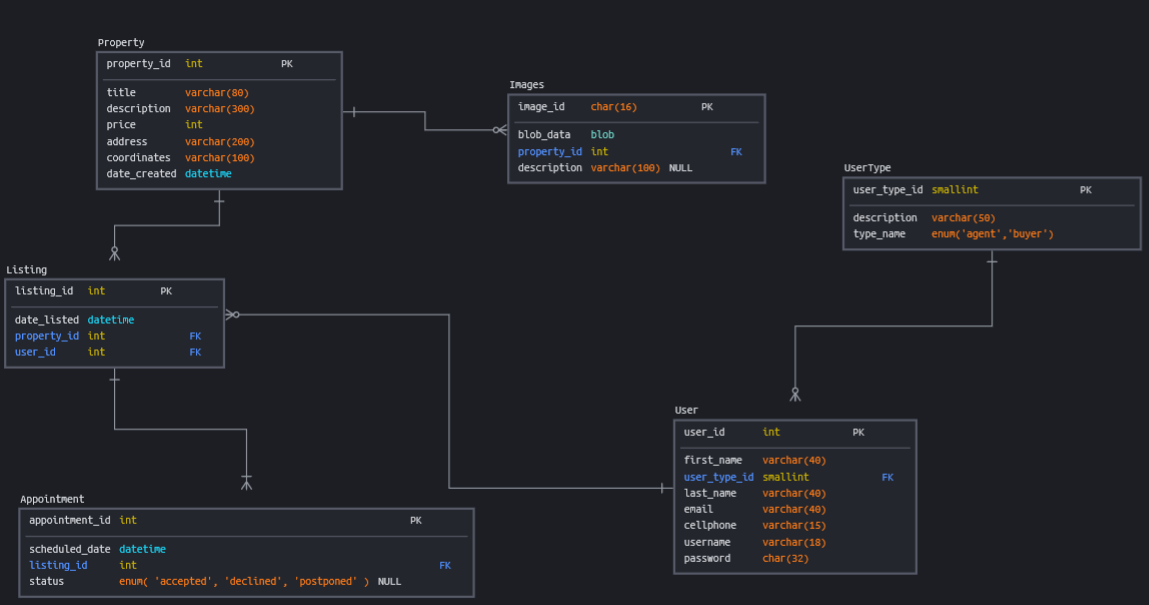 Property
property_id int PK
title varchar(80)
description varchar(300)
price int
address varchar(200)
coordinates varchar(100)
date_created datetime
Images
image_id char(16) PK
blob_data blob
property_id int FK
description varchar(100) NULL
UserType
user_type_id smallint PK
description varchar(50)
type_name enum('agent','buyer')
Listing
listing_id int PK
date_listed datetime
property_id int FK
user_id int FK
User
user_id int PK
first_name varchar(40)
user_type_id smallint FK
last_name varchar(40)
email varchar(40)
cellphone varchar(15)
username varchar(18)
password char(32)
Appointment
appointment_id int PK
scheduled_date datetime
listing_id int FK
status enum( 'accepted', 'declined', 'postponed' ) NULL